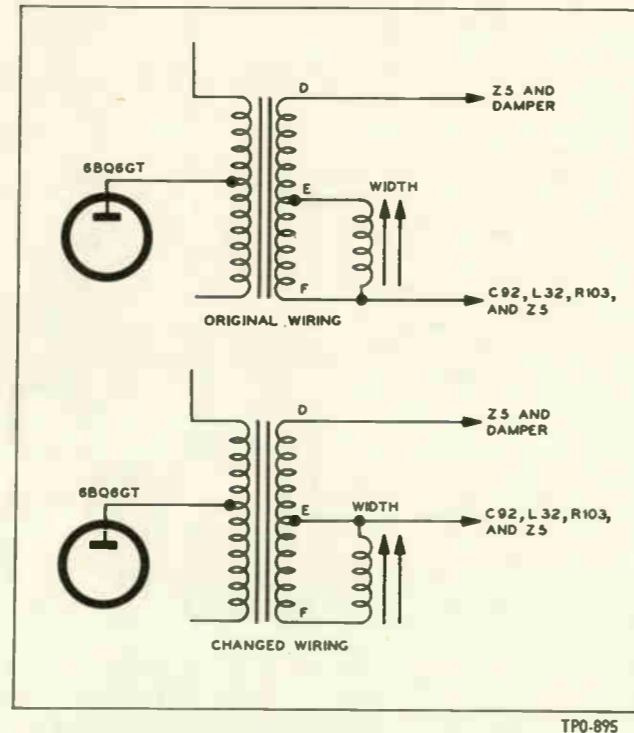 D
Z5 AND
DAMPER
6BQ6GT
E
WIDTH
F
C92, L32, R103,
AND Z5
ORIGINAL WIRING
D
Z5 AND
DAMPER
6BQ6GT
E
WIDTH
C92, L32, R103,
AND Z5
F
CHANGED WIRING
TPO-895